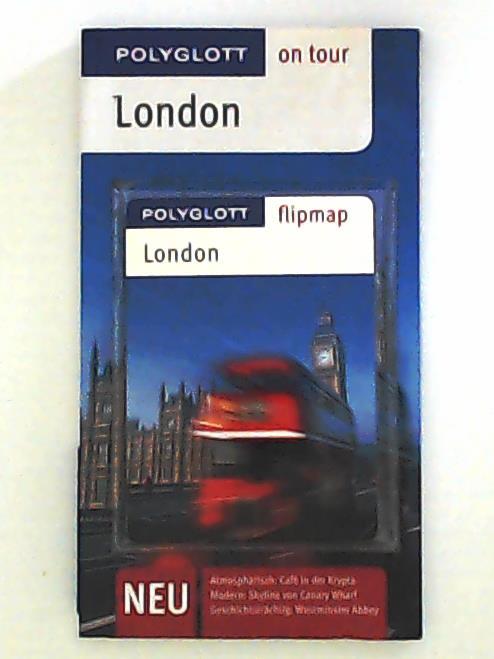 POLYGLOTT on tour
London
POLYGLOTT flipmap
London
NEU
Atmosphärisch: Café in der Krypta
Modern: Skyline von Canary Wharf
Geschichtsträchtig: Westminster Abbey